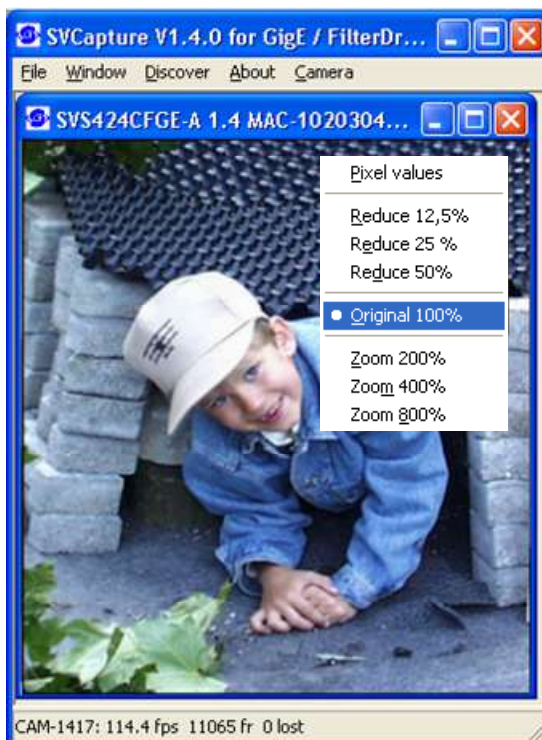 SVCapture V1.4.0 for GigE / FilterDr...
File Window Discover About Camera
SVS424CFGE-A 1.4 MAC-1020304...
Pixel values
Reduce 12,5%
Reduce 25 %
Reduce 50%
Original 100%
Zoom 200%
Zoom 400%
Zoom 800%
CAM-1417: 114.4 fps 11065 fr 0 lost